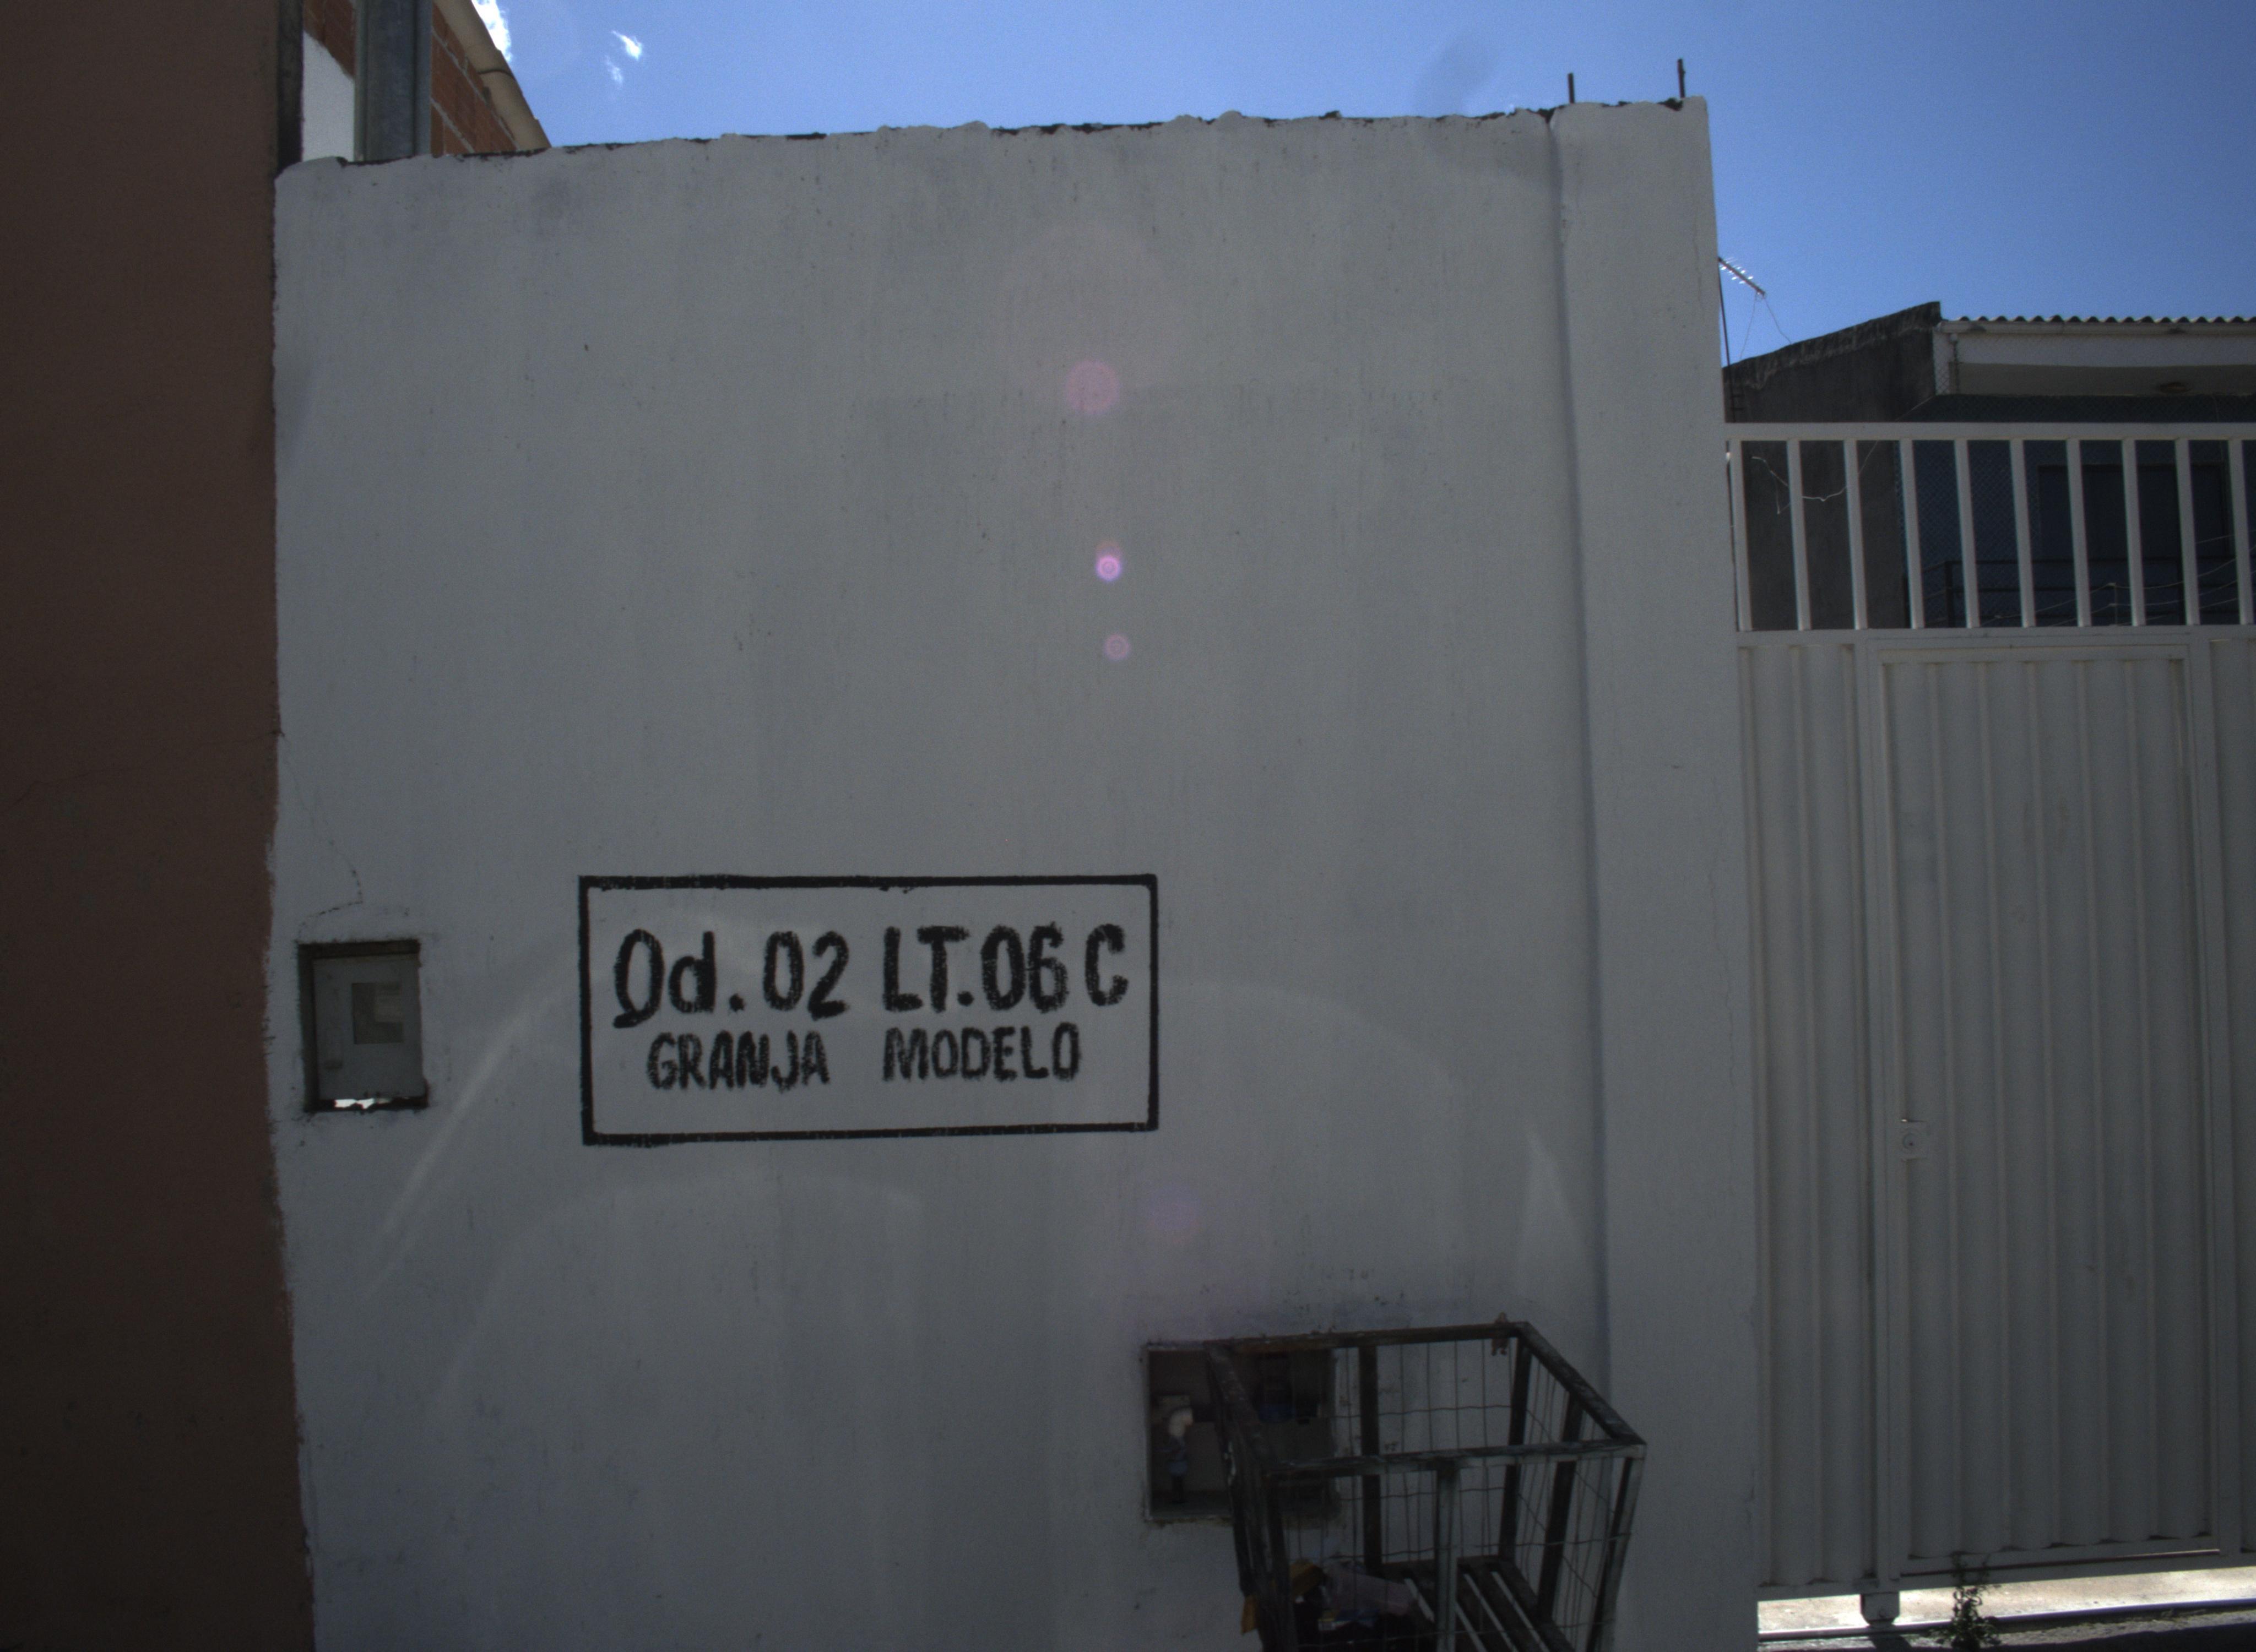 Qd. 02 LT. 06 C
GRANJA MODELO